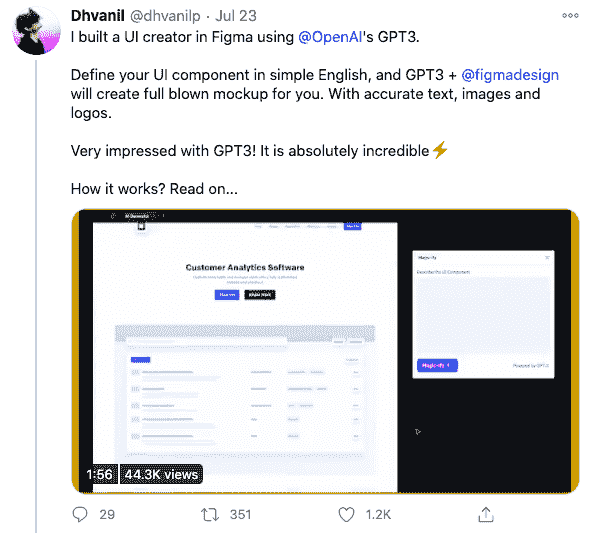 Dhvanil @dhvanilp · Jul 23
I built a UI creator in Figma using @OpenAI's GPT3.
Define your UI component in simple English, and GPT3 + @figmadesign
will create full blown mockup for you. With accurate text, images and
logos.
Very impressed with GPT3! It is absolutely incredible⚡
How it works? Read on...
Customer Analytics Software
Magic-ify
Describe the UI Component
Magic-ify
Powered by GPT-3
1:56 44.3K views
29 351 1.2K